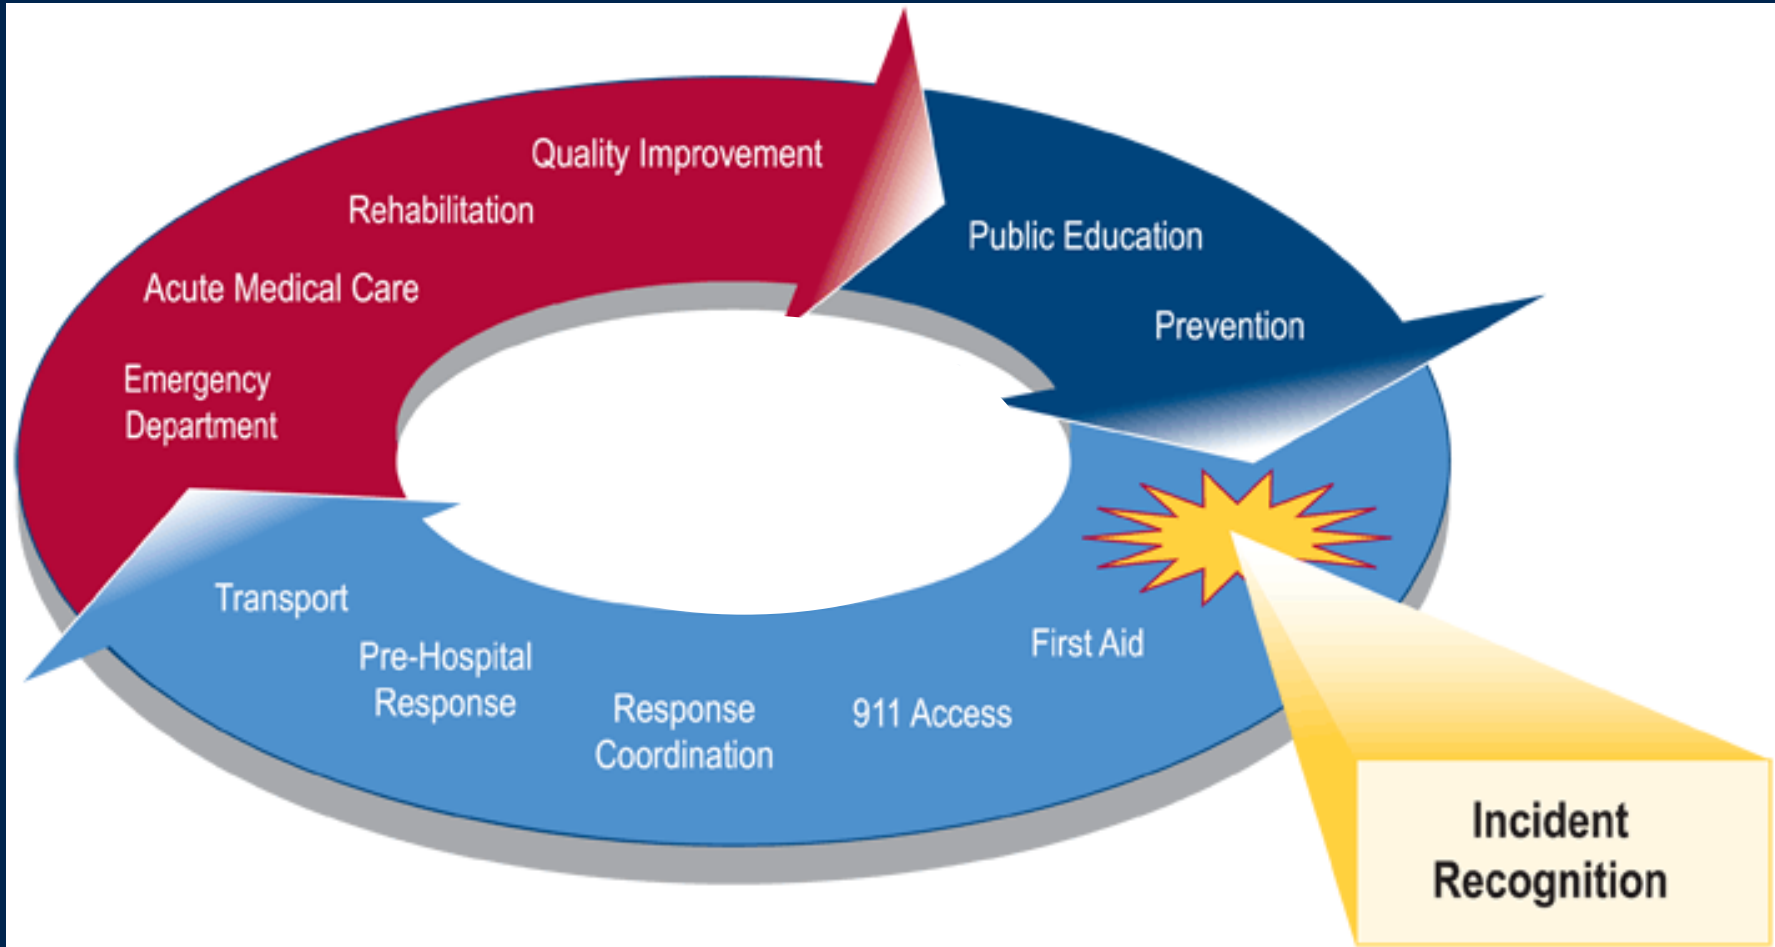 Quality Improvement
Rehabilitation
Public Education
Acute Medical Care
Prevention
Emergency
Department
Transport
First Aid
Pre-Hospital
Response
Response
Coordination
911 Access
Incident
Recognition